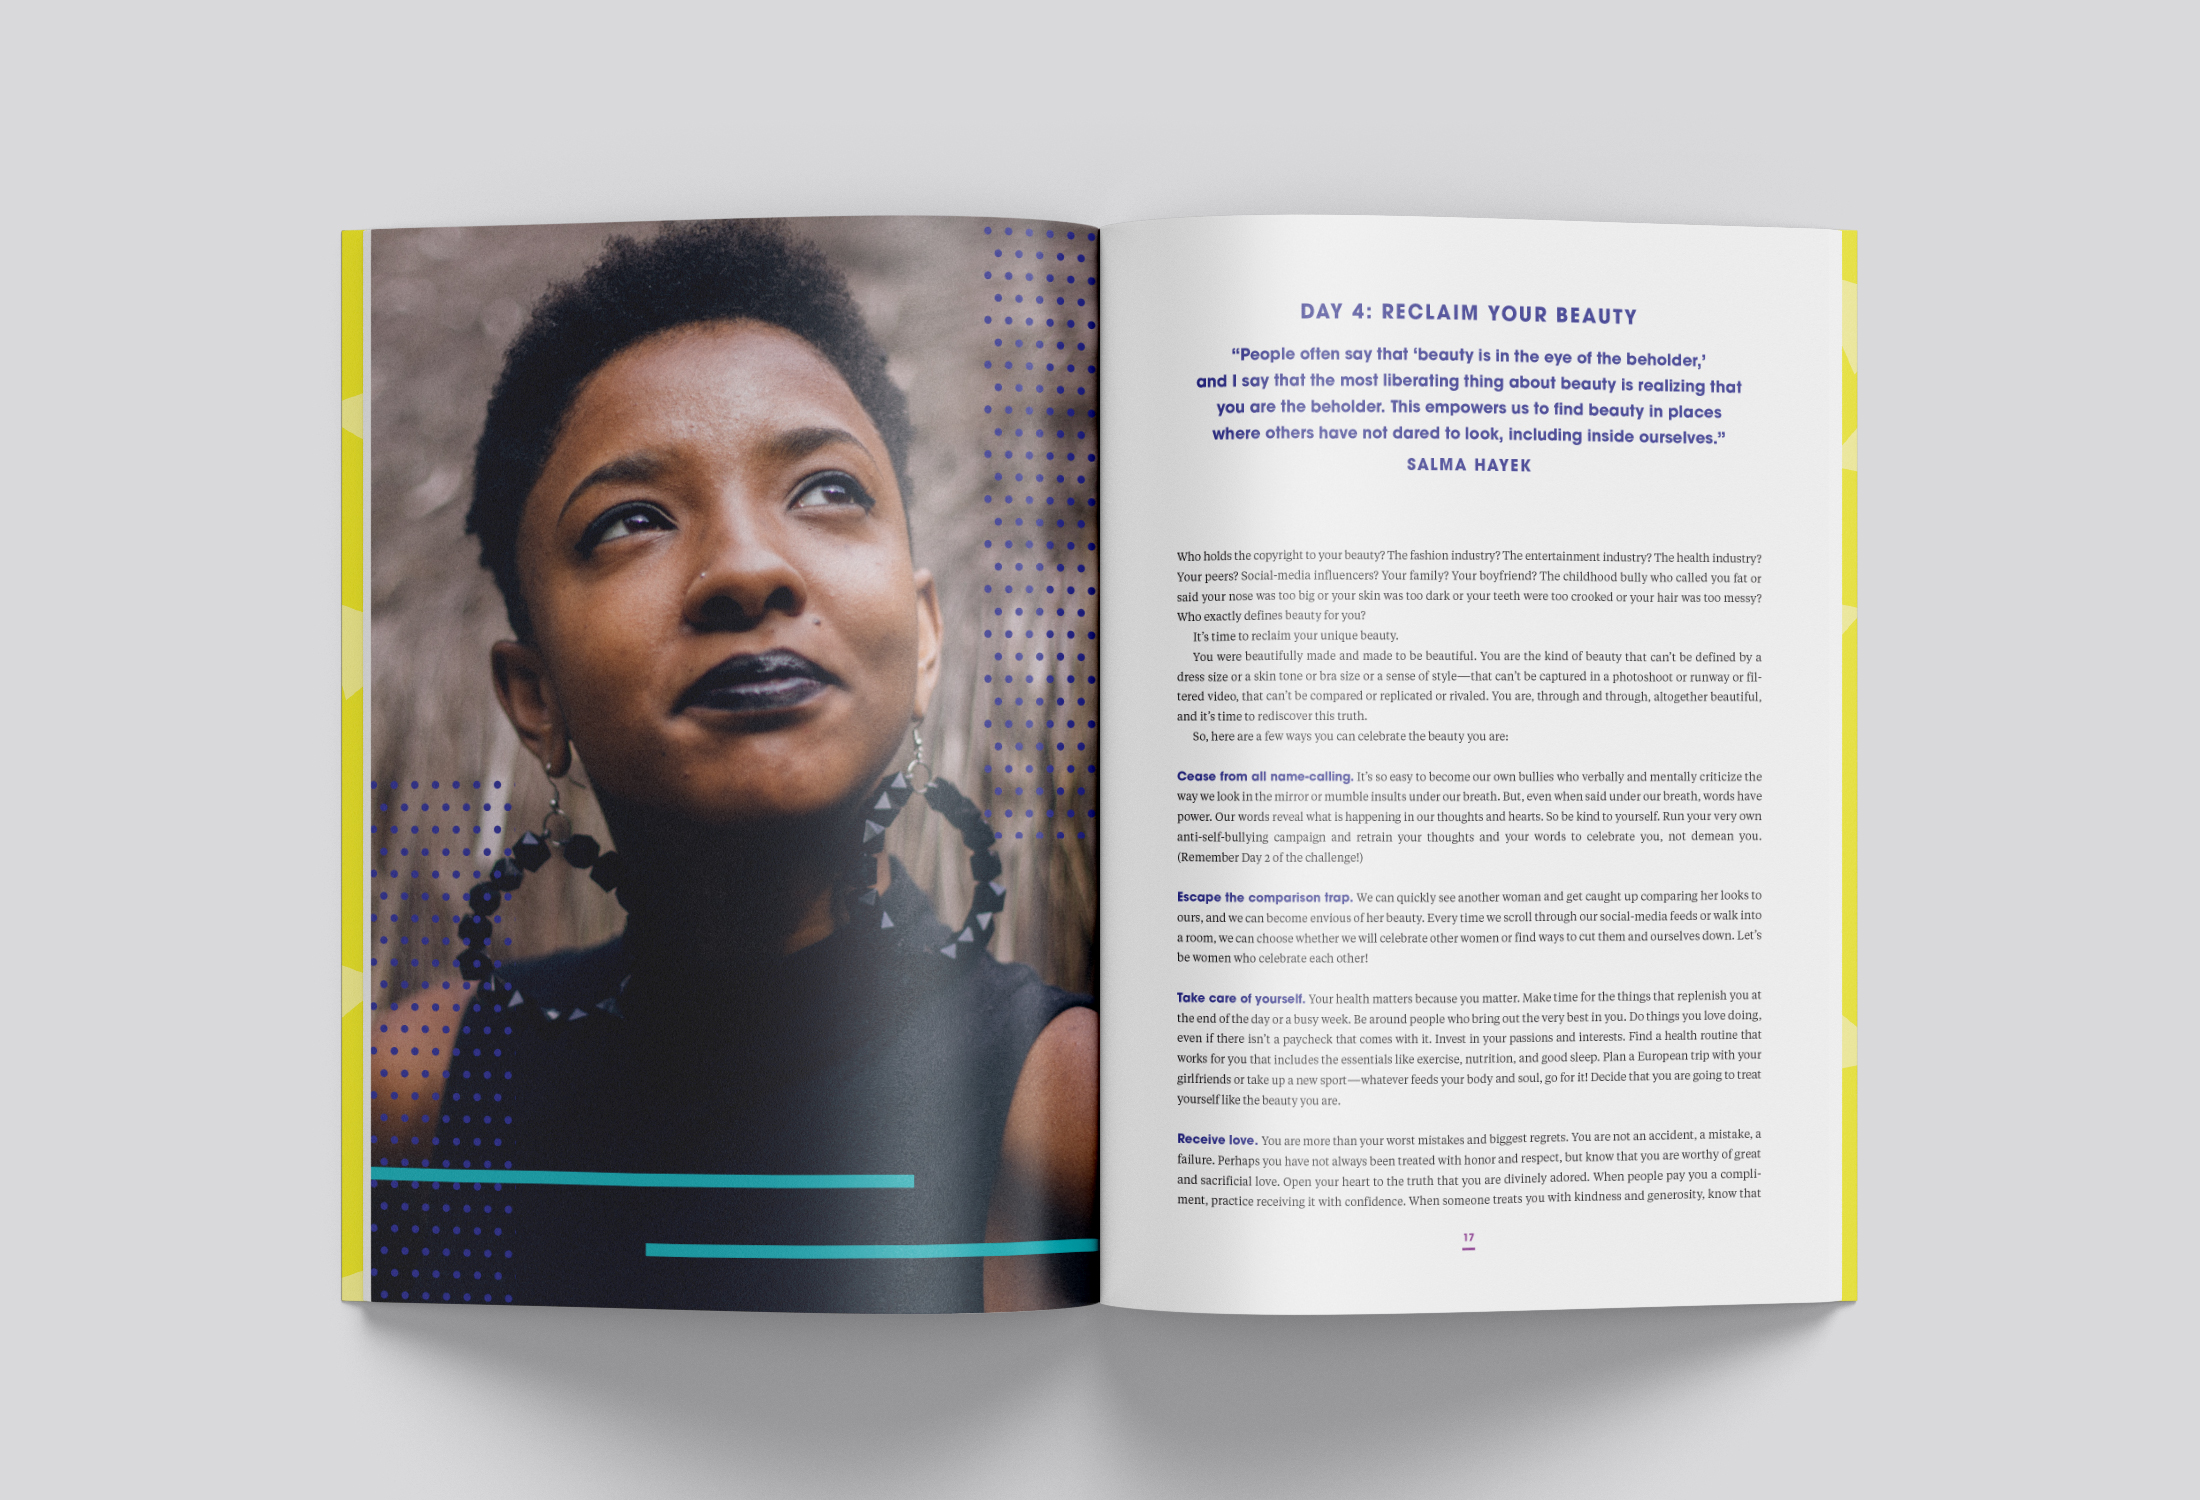 DAY 4: RECLAIM YOUR BEAUTY
“People often say that ‘beauty is in the eye of the beholder,’
and I say that the most liberating thing about beauty is realizing that
you are the beholder. This empowers us to find beauty in places
where others have not dared to look, including inside ourselves.”
SALMA HAYEK
Who holds the copyright to your beauty? The fashion industry? The entertainment industry? The health industry?
Your peers? Social-media influencers? Your family? Your boyfriend? The childhood bully who called you fat or
said your nose was too big or your skin was too dark or your teeth were too crooked or your hair was too messy?
Who exactly defines beauty for you?
It’s time to reclaim your unique beauty.
You were beautifully made and made to be beautiful. You are the kind of beauty that can’t be defined by a
dress size or a skin tone or bra size or a sense of style—that can’t be captured in a photoshoot or runway or fil-
tered video, that can’t be compared or replicated or rivaled. You are, through and through, altogether beautiful,
and it’s time to rediscover this truth.
So, here are a few ways you can celebrate the beauty you are:
Cease from all name-calling. It’s so easy to become our own bullies who verbally and mentally criticize the
way we look in the mirror or mumble insults under our breath. But, even when said under our breath, words have
power. Our words reveal what is happening in our thoughts and hearts. So be kind to yourself. Run your very own
anti-self-bullying campaign and retrain your thoughts and your words to celebrate you, not demean you.
(Remember Day 2 of the challenge!)
Escape the comparison trap. We can quickly see another woman and get caught up comparing her looks to
ours, and we can become envious of her beauty. Every time we scroll through our social-media feeds or walk into
a room, we can choose whether we will celebrate other women or find ways to cut them and ourselves down. Let’s
be women who celebrate each other!
Take care of yourself. Your health matters because you matter. Make time for the things that replenish you at
the end of the day or a busy week. Be around people who bring out the very best in you. Do things you love doing,
even if there isn’t a paycheck that comes with it. Invest in your passions and interests. Find a health routine that
works for you that includes the essentials like exercise, nutrition, and good sleep. Plan a European trip with your
girlfriends or take up a new sport—whatever feeds your body and soul, go for it! Decide that you are going to treat
yourself like the beauty you are.
Receive love. You are more than your worst mistakes and biggest regrets. You are not an accident, a mistake, a
failure. Perhaps you have not always been treated with honor and respect, but know that you are worthy of great
and sacrificial love. Open your heart to the truth that you are divinely adored. When people pay you a compli-
ment, practice receiving it with confidence. When someone treats you with kindness and generosity, know that
17